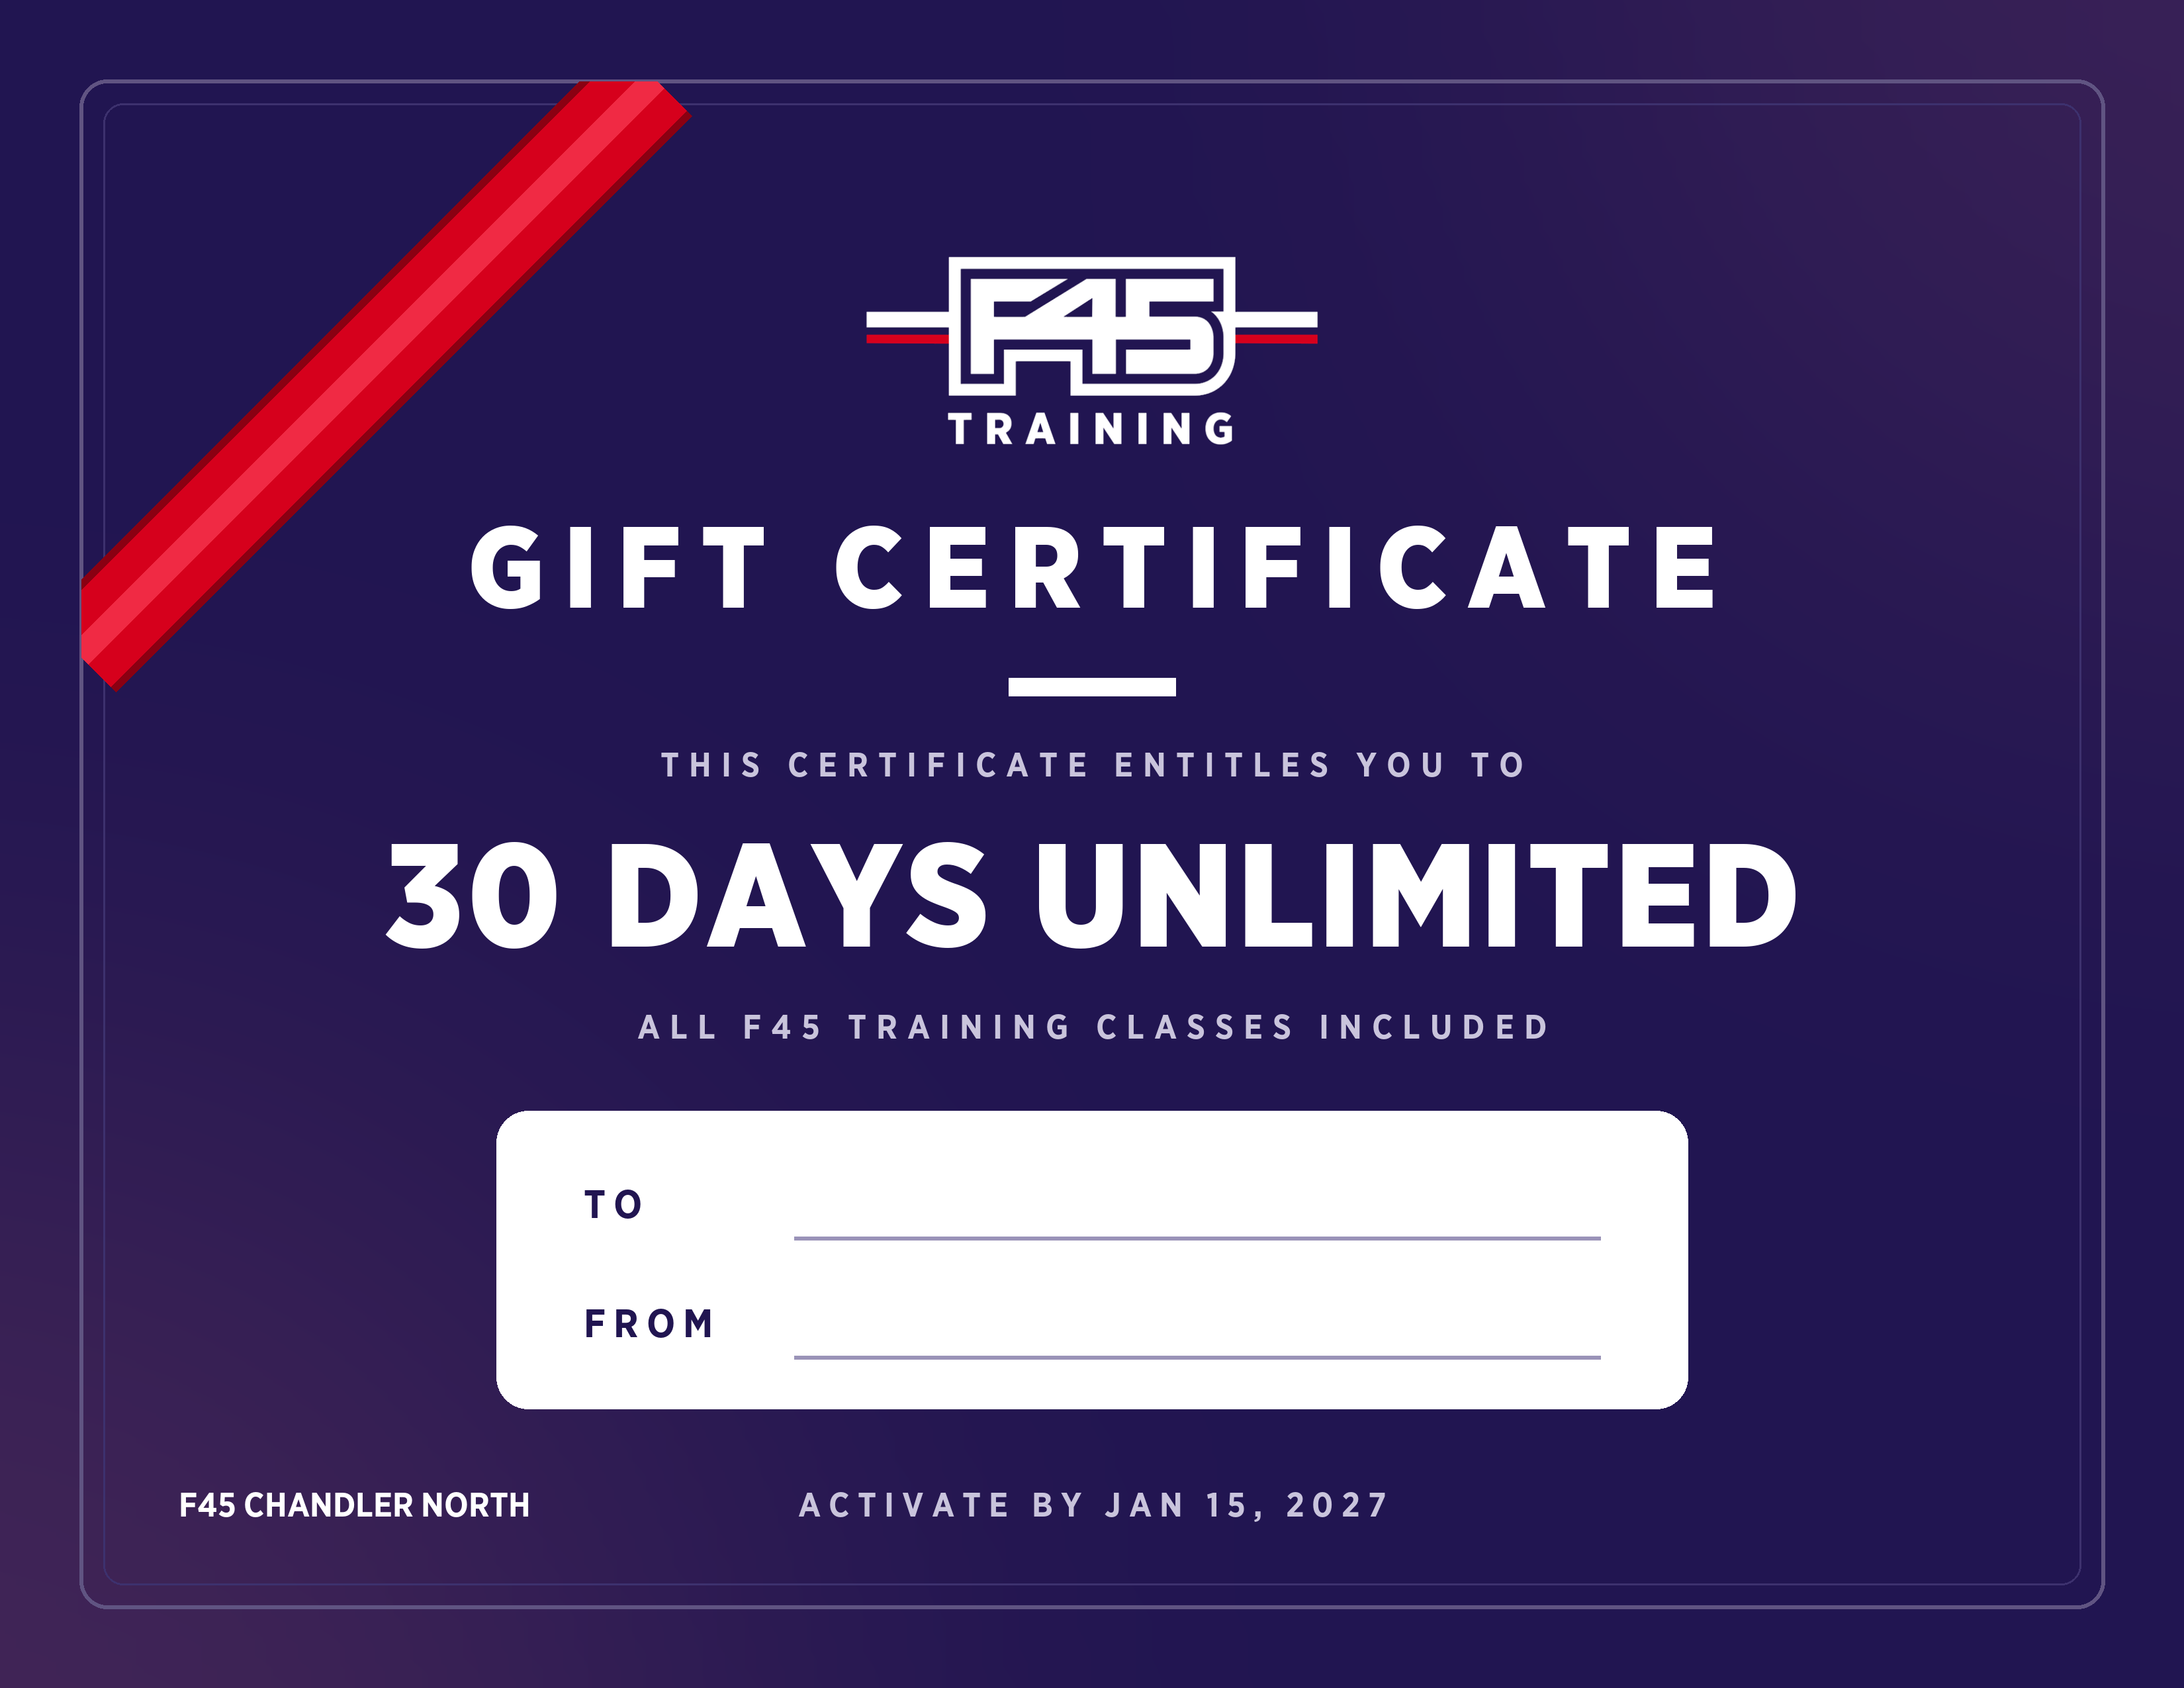 F45
TRAINING
GIFT CERTIFICATE
THIS CERTIFICATE ENTITLES YOU TO
30 DAYS UNLIMITED
ALL F45 TRAINING CLASSES INCLUDED
TO
FROM
F45 CHANDLER NORTH
ACTIVATE BY JAN 15, 2027